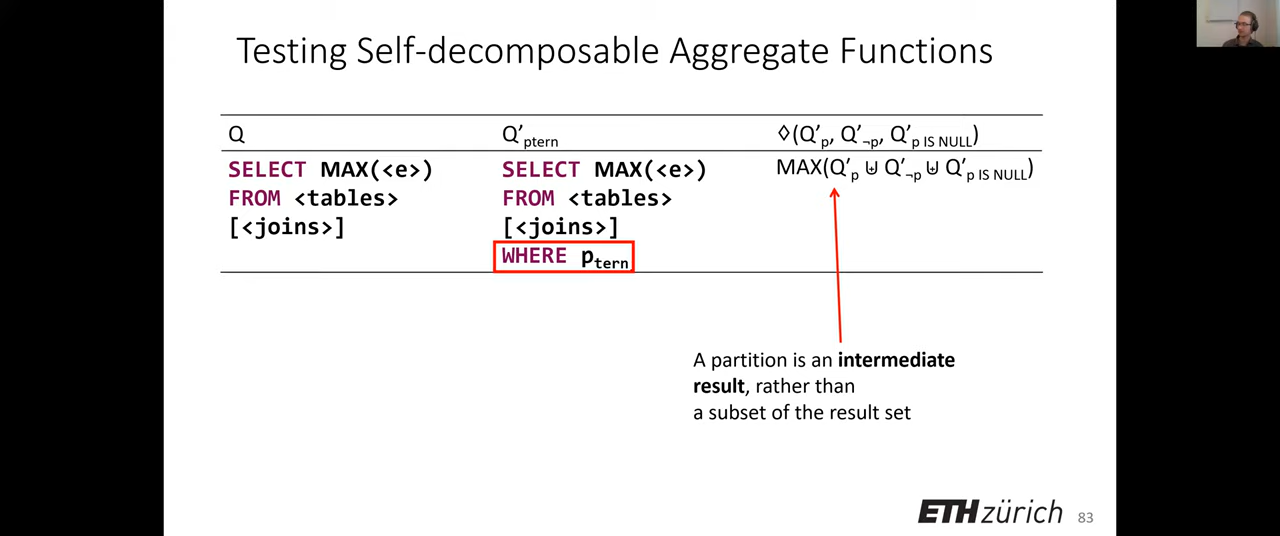 Testing Self-decomposable Aggregate Functions
Q Q′ptern ◊(Q′p, Q′¬p, Q′p IS NULL)
SELECT MAX(<e>) SELECT MAX(<e>) MAX(Q′p ⊎ Q′¬p ⊎ Q′p IS NULL)
FROM <tables> FROM <tables>
[<joins>] [<joins>]
WHERE ptern
A partition is an intermediate
result, rather than
a subset of the result set
ETH zürich 83